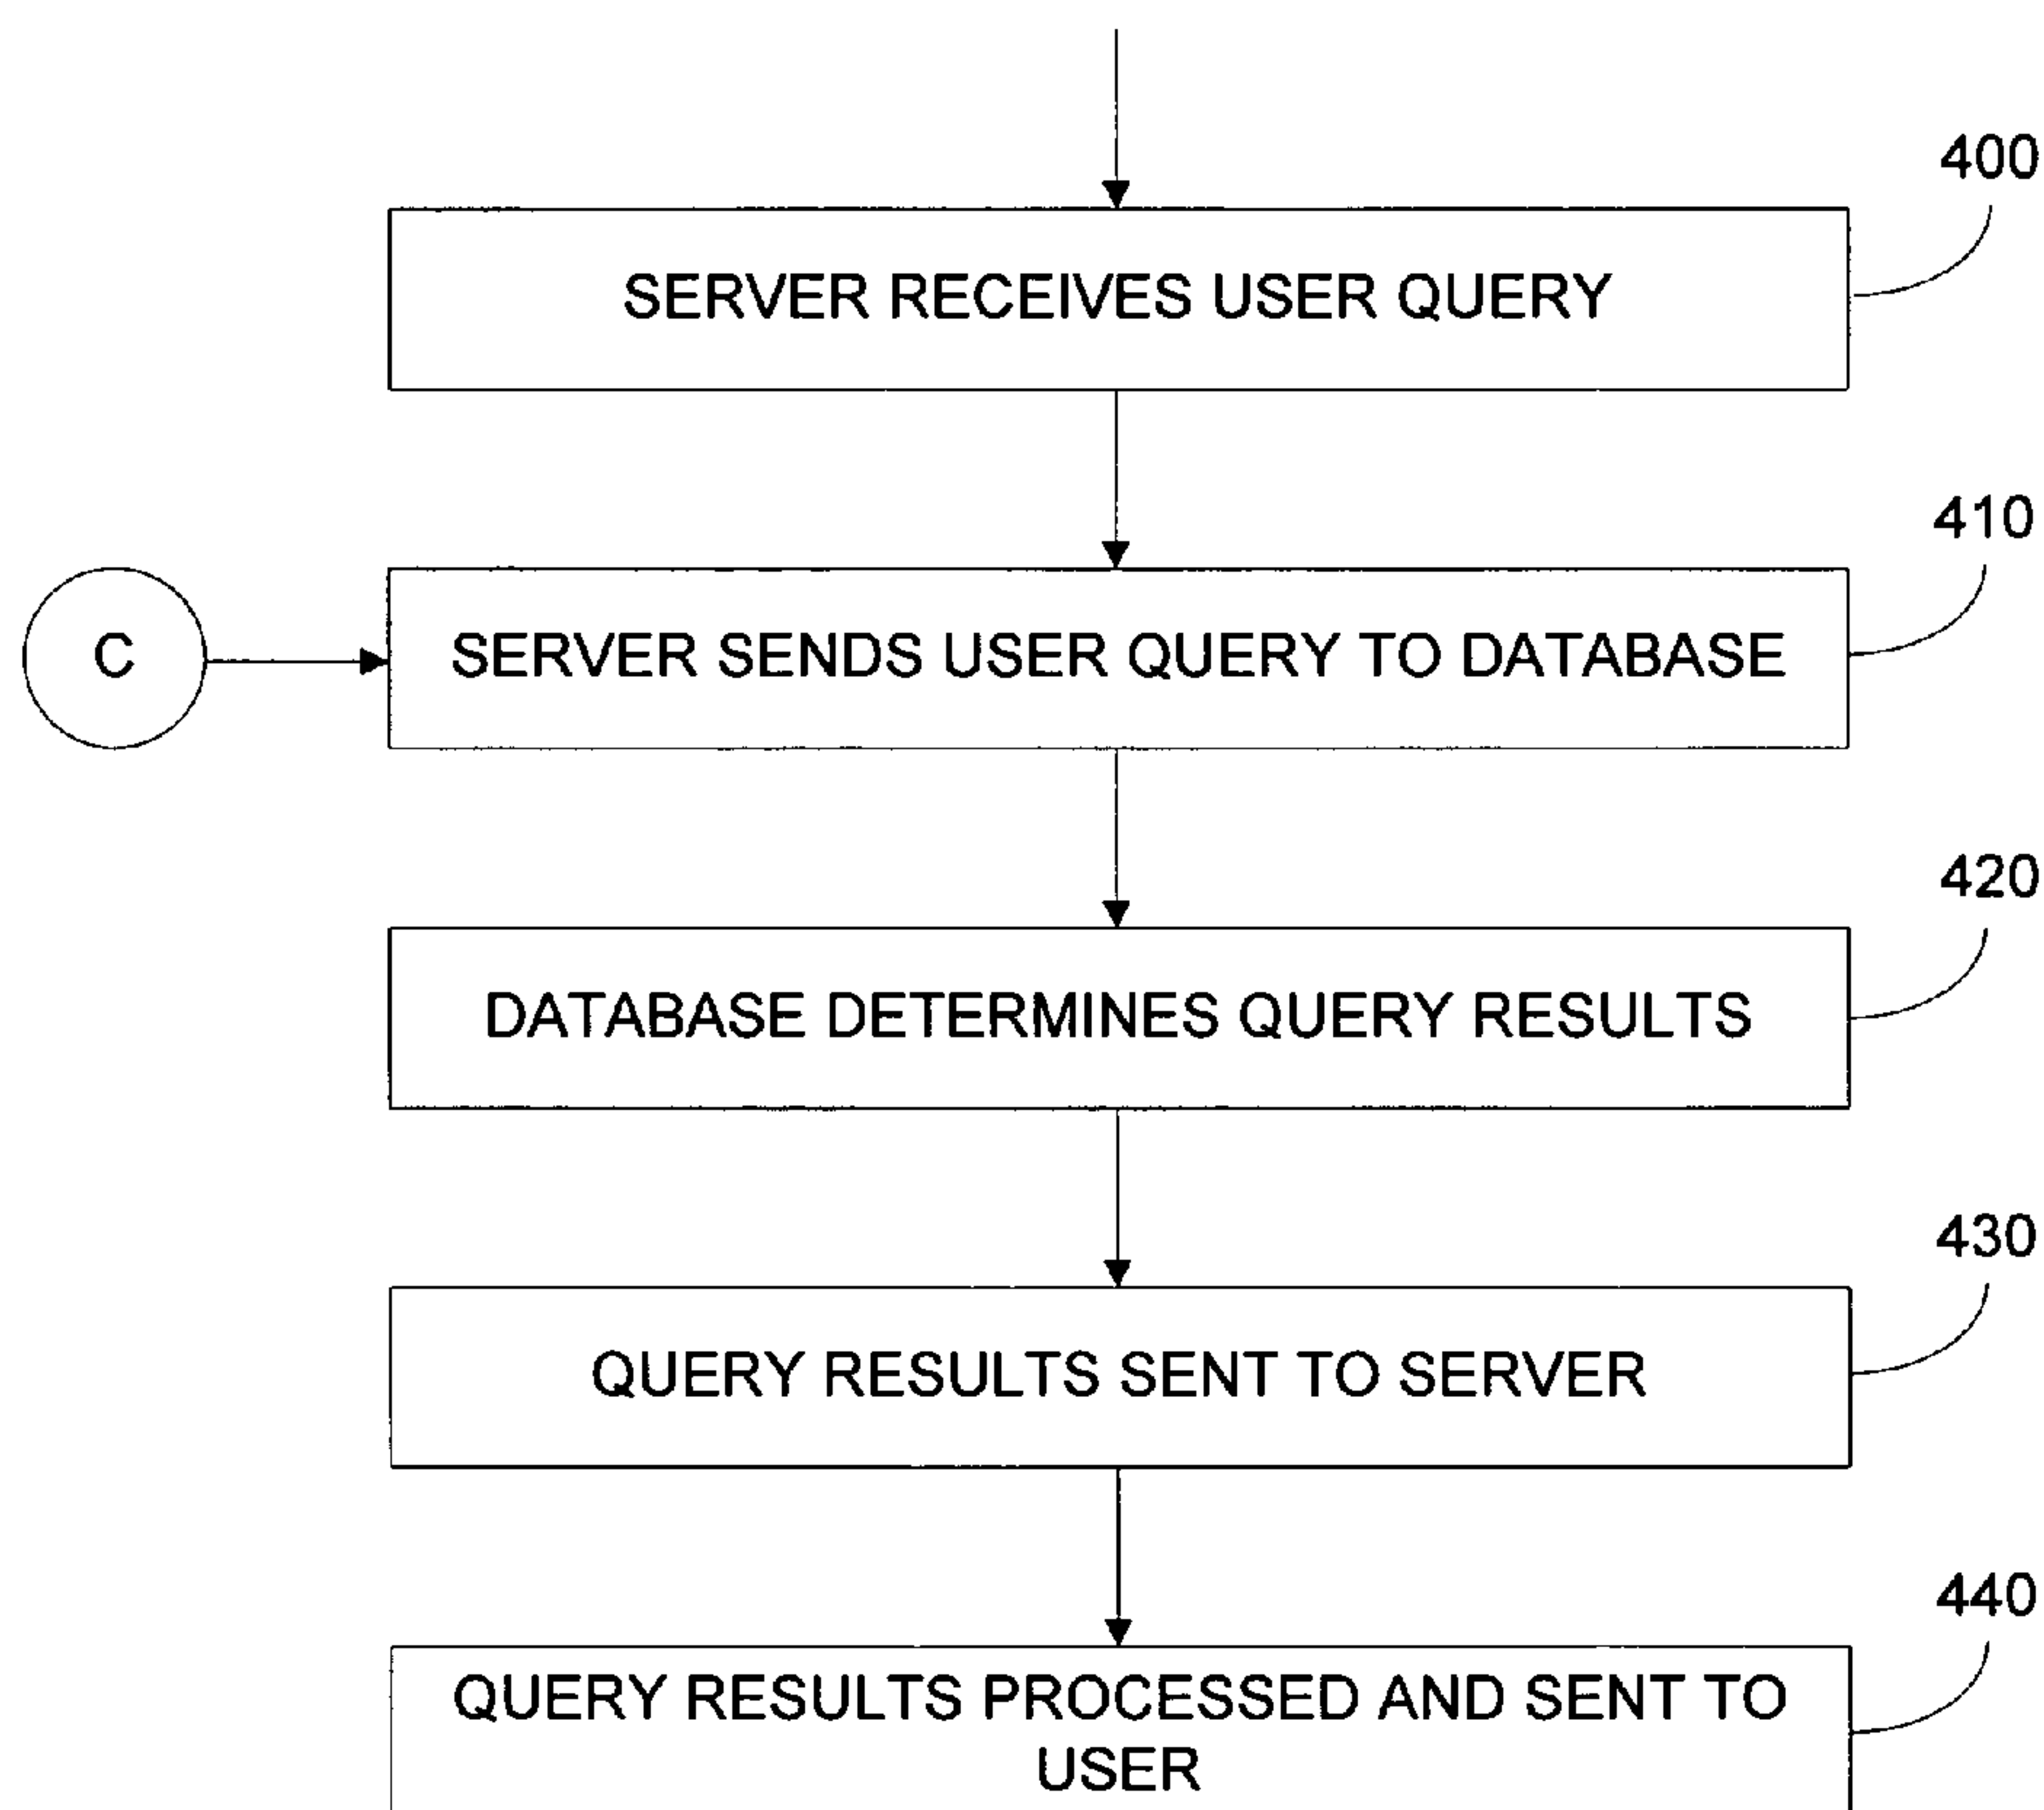 400
SERVER RECEIVES USER QUERY
410
C
SERVER SENDS USER QUERY TO DATABASE
420
DATABASE DETERMINES QUERY RESULTS
430
QUERY RESULTS SENT TO SERVER
440
QUERY RESULTS PROCESSED AND SENT TO
USER